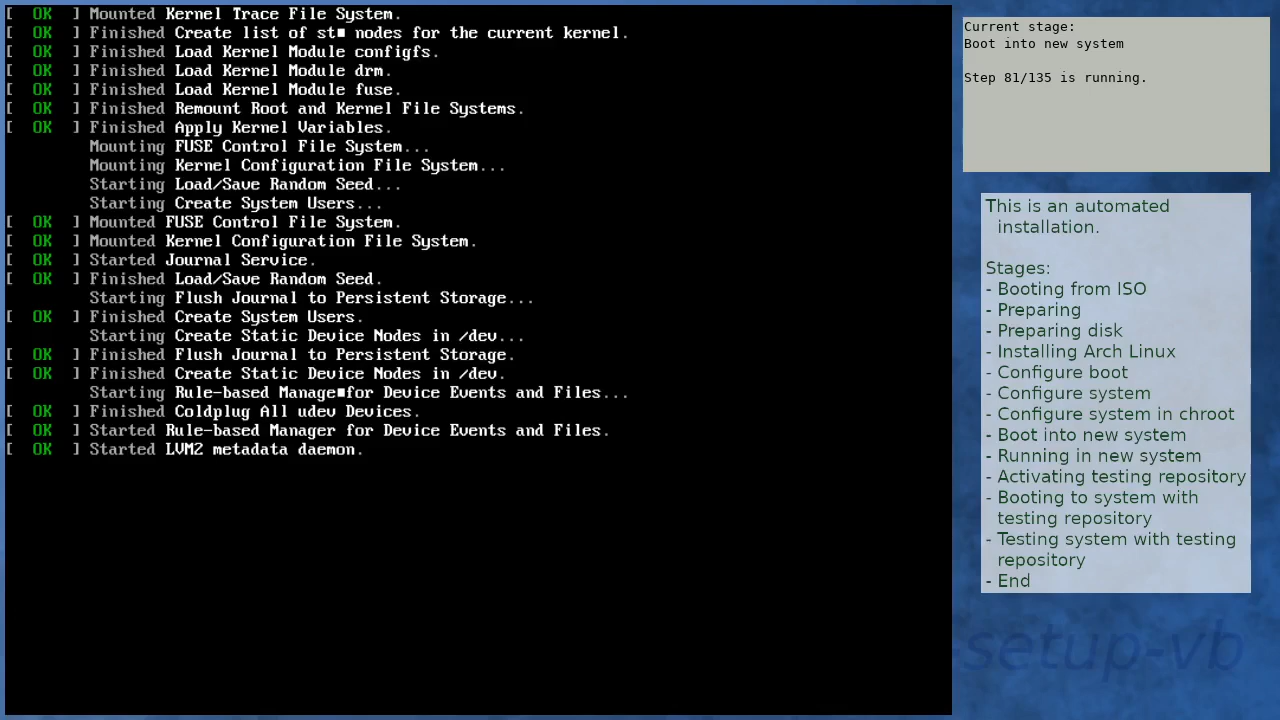 [  OK  ] Mounted Kernel Trace File System.
[  OK  ] Finished Create list of st■ nodes for the current kernel.
[  OK  ] Finished Load Kernel Module configfs.
[  OK  ] Finished Load Kernel Module drm.
[  OK  ] Finished Load Kernel Module fuse.
[  OK  ] Finished Remount Root and Kernel File Systems.
[  OK  ] Finished Apply Kernel Variables.
Mounting FUSE Control File System...
Mounting Kernel Configuration File System...
Starting Load/Save Random Seed...
Starting Create System Users...
[  OK  ] Mounted FUSE Control File System.
[  OK  ] Mounted Kernel Configuration File System.
[  OK  ] Started Journal Service.
[  OK  ] Finished Load/Save Random Seed.
Starting Flush Journal to Persistent Storage...
[  OK  ] Finished Create System Users.
Starting Create Static Device Nodes in /dev...
[  OK  ] Finished Flush Journal to Persistent Storage.
[  OK  ] Finished Create Static Device Nodes in /dev.
Starting Rule-based Manage■for Device Events and Files...
[  OK  ] Finished Coldplug All udev Devices.
[  OK  ] Started Rule-based Manager for Device Events and Files.
[  OK  ] Started LVM2 metadata daemon.
Current stage:
Boot into new system
Step 81/135 is running.
This is an automated
installation.
Stages:
- Booting from ISO
- Preparing
- Preparing disk
- Installing Arch Linux
- Configure boot
- Configure system
- Configure system in chroot
- Boot into new system
- Running in new system
- Activating testing repository
- Booting to system with
testing repository
- Testing system with testing
repository
- End
-setup-vb